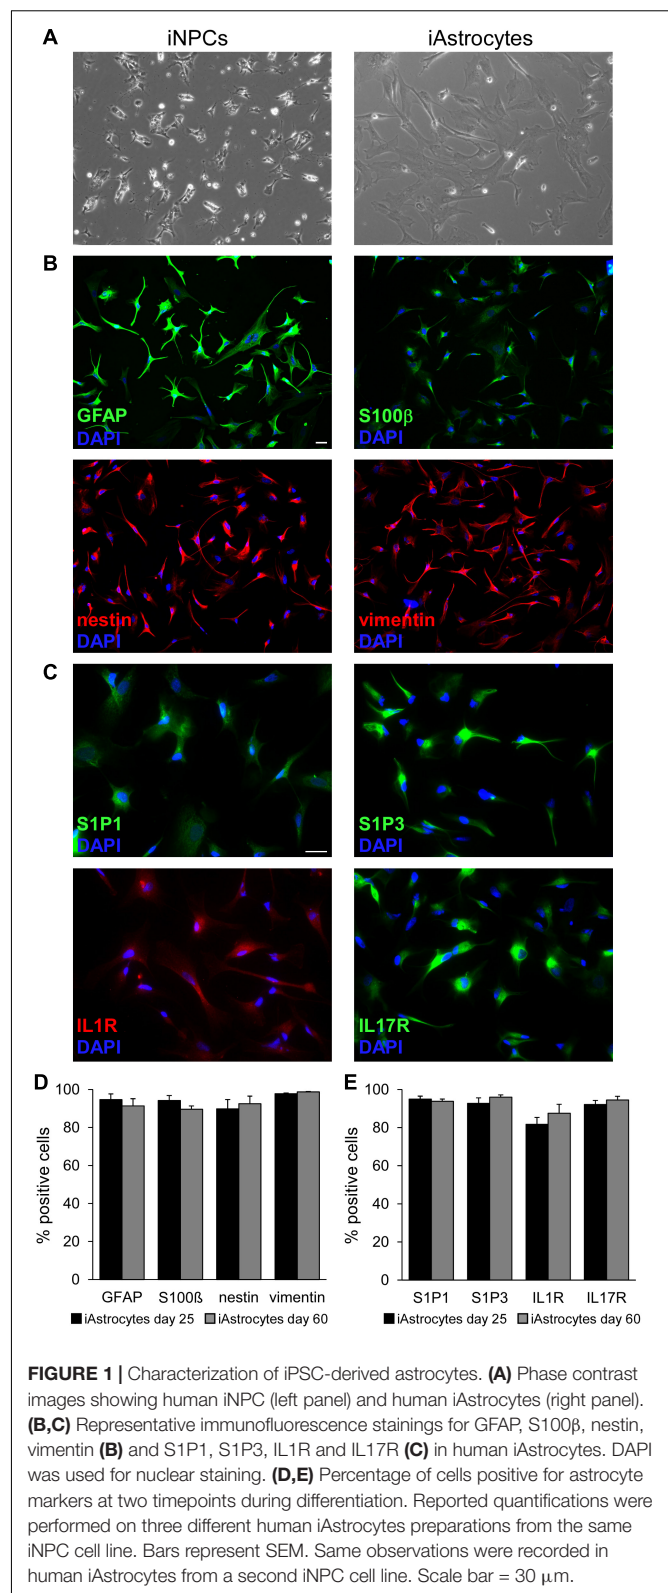 A
iNPCs
iAstrocytes
B
GFAP
DAPI
S100β
DAPI
nestin
DAPI
vimentin
DAPI
C
S1P1
DAPI
S1P3
DAPI
IL1R
DAPI
IL17R
DAPI
D
100
80
60
40
20
0
% positive cells
GFAP S100ß nestin vimentin
iAstrocytes day 25 iAstrocytes day 60
E
100
80
60
40
20
0
% positive cells
S1P1 S1P3 IL1R IL17R
iAstrocytes day 25 iAstrocytes day 60
FIGURE 1 | Characterization of iPSC-derived astrocytes. (A) Phase contrast
images showing human iNPC (left panel) and human iAstrocytes (right panel).
(B,C) Representative immunofluorescence stainings for GFAP, S100β, nestin,
vimentin (B) and S1P1, S1P3, IL1R and IL17R (C) in human iAstrocytes. DAPI
was used for nuclear staining. (D,E) Percentage of cells positive for astrocyte
markers at two timepoints during differentiation. Reported quantifications were
performed on three different human iAstrocytes preparations from the same
iNPC cell line. Bars represent SEM. Same observations were recorded in
human iAstrocytes from a second iNPC cell line. Scale bar = 30 μm.